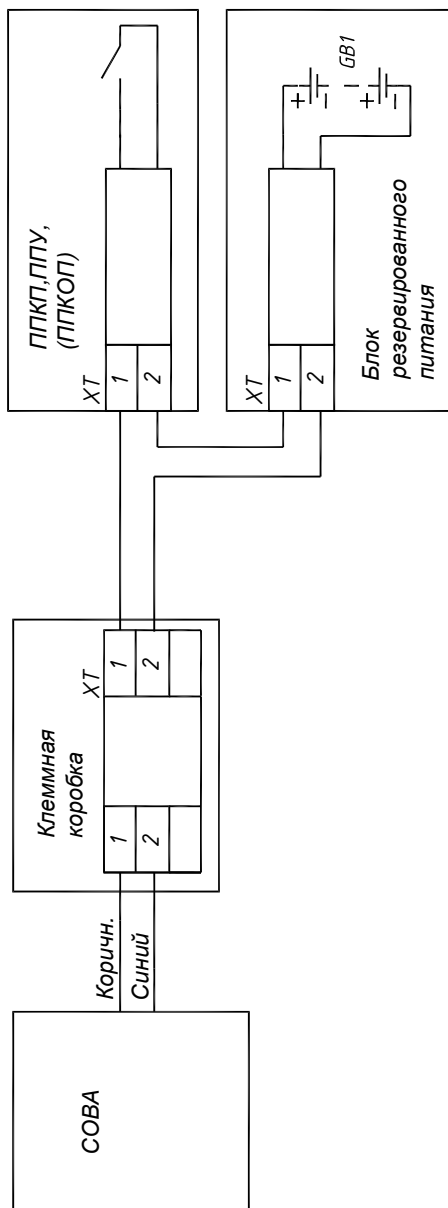 СОВА
Коричн.
Синий
Клеммная
коробка
1
2
XT
1
2
ППКП,ППУ,
(ППКОП)
XT
1
2
Блок
резервированного
питания
XT
1
2
GB1
+ − − + −